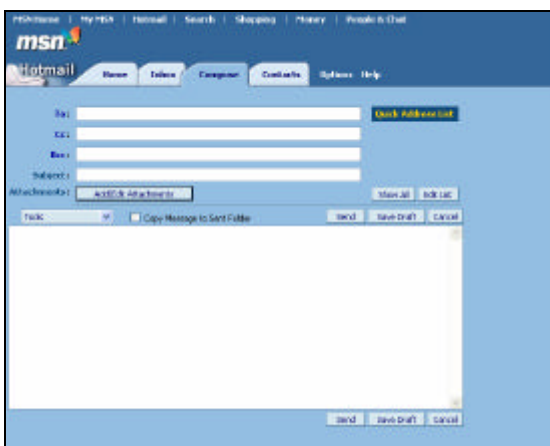 MSN Home | My MSN | Hotmail | Search | Shopping | Money | People & Chat
msn
Hotmail
Home Inbox Compose Contacts Options Help
To:
Cc:
Bcc:
Subject:
Quick Address List
Attachments: Add/Edit Attachments View All Edit List
Tools Copy Message to Sent Folder Send Save Draft Cancel
Send Save Draft Cancel